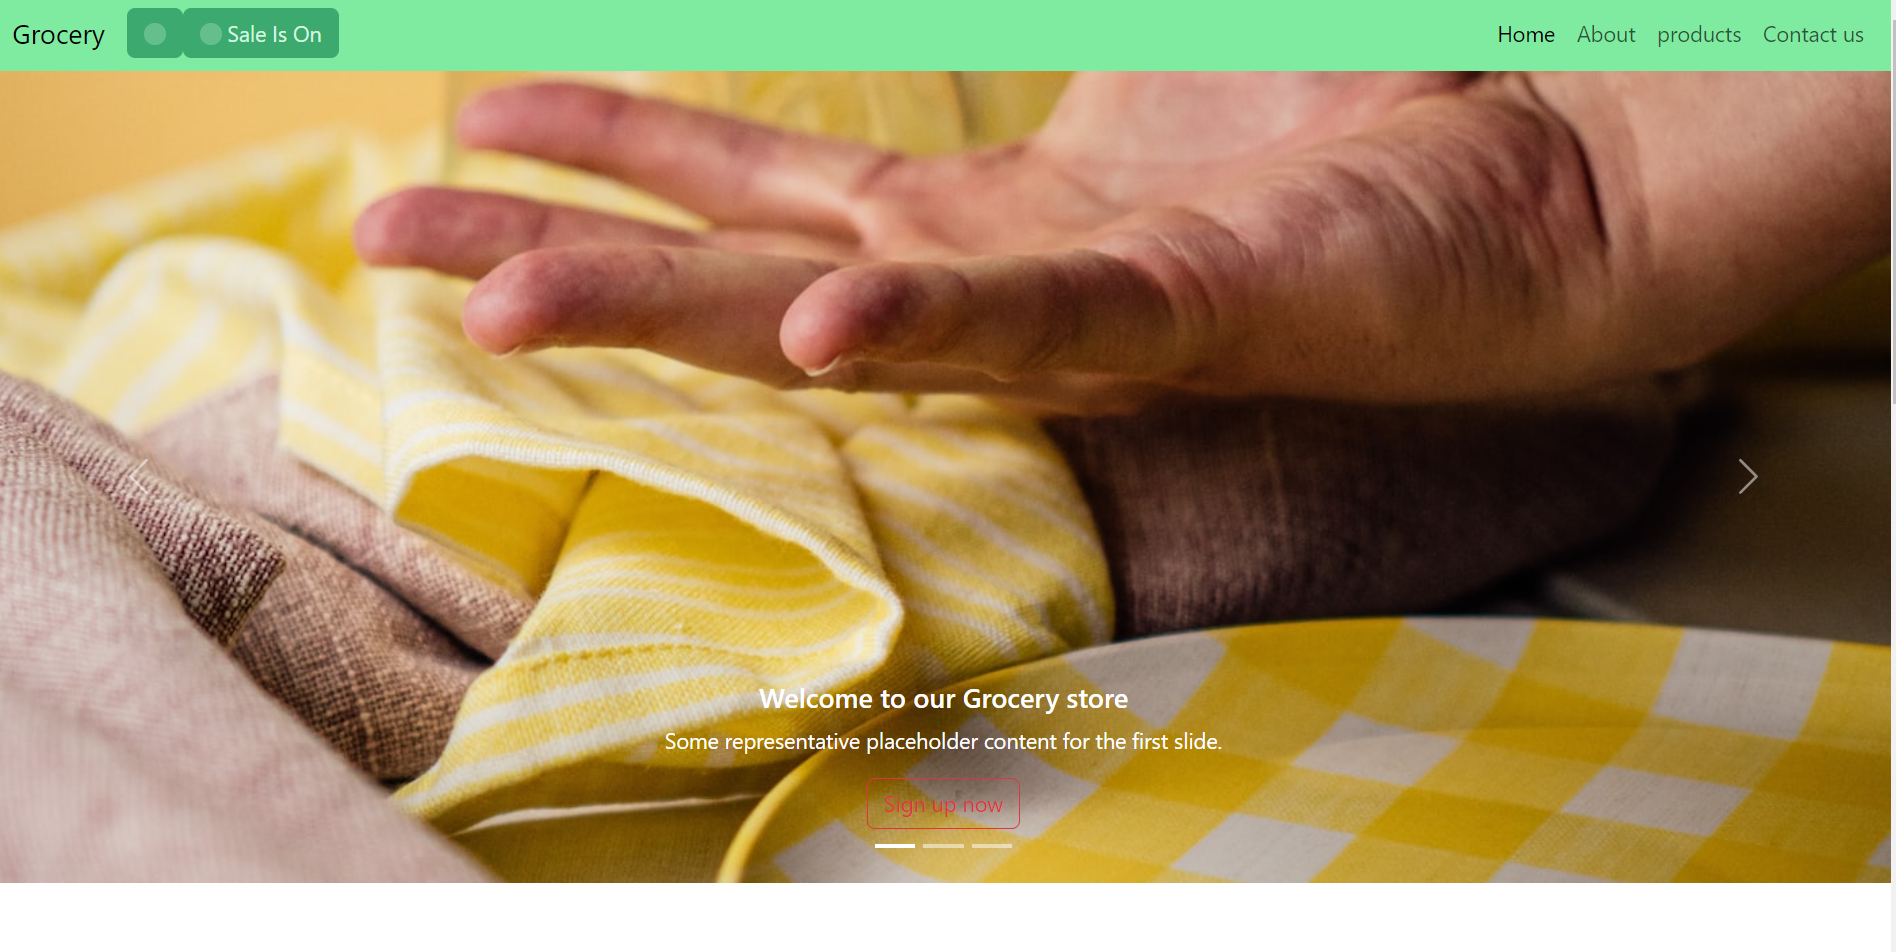 Grocery
Sale Is On
Home
About
products
Contact us
Welcome to our Grocery store
Some representative placeholder content for the first slide.
Sign up now